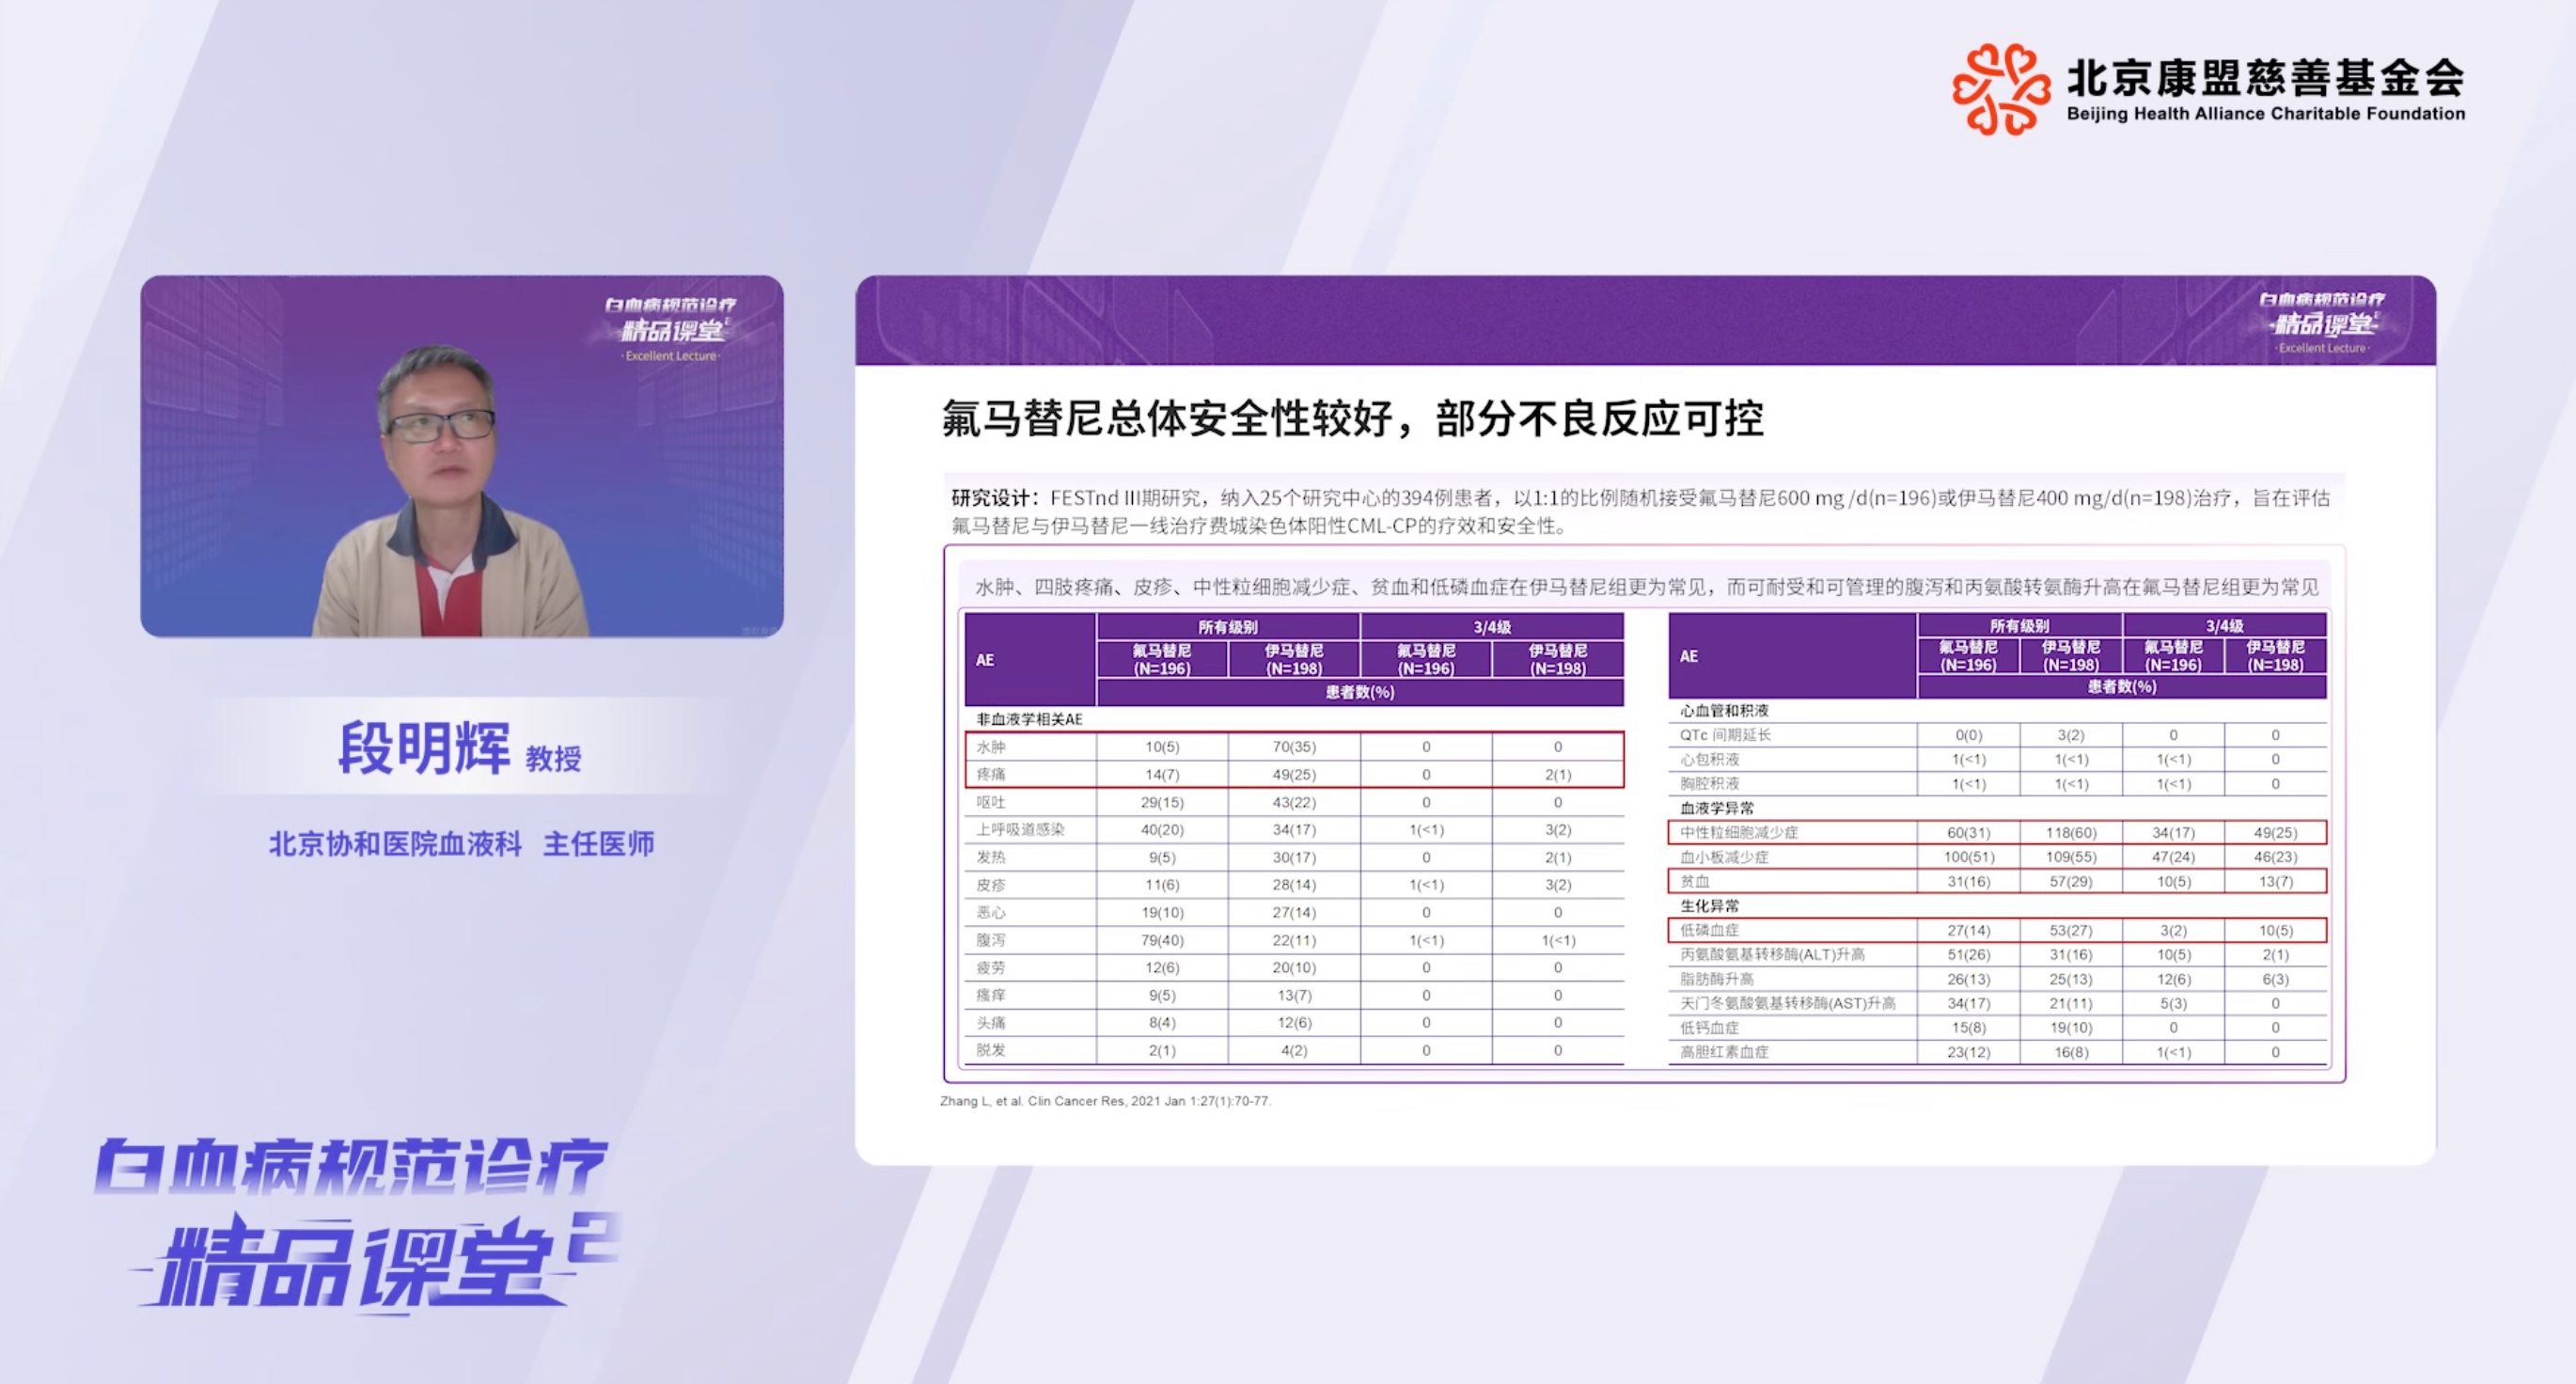 北京康盟慈善基金会
Beijing Health Alliance Charitable Foundation
白血病规范诊疗
精品课堂2
·Excellent Lecture·
段明辉 教授
北京协和医院血液科 主任医师
白血病规范诊疗
精品课堂2
白血病规范诊疗
精品课堂2
·Excellent Lecture·
氟马替尼总体安全性较好，部分不良反应可控
研究设计：FESTnd III期研究，纳入25个研究中心的394例患者，以1:1的比例随机接受氟马替尼600 mg /d(n=196)或伊马替尼400 mg/d(n=198)治疗，旨在评估
氟马替尼与伊马替尼一线治疗费城染色体阳性CML-CP的疗效和安全性。
水肿、四肢疼痛、皮疹、中性粒细胞减少症、贫血和低磷血症在伊马替尼组更为常见，而可耐受和可管理的腹泻和丙氨酸转氨酶升高在氟马替尼组更为常见
AE 所有级别 3/4级
氟马替尼 伊马替尼 氟马替尼 伊马替尼
(N=196) (N=198) (N=196) (N=198)
患者数(%)
非血液学相关AE
水肿 10(5) 70(35) 0 0
疼痛 14(7) 49(25) 0 2(1)
呕吐 29(15) 43(22) 0 0
上呼吸道感染 40(20) 34(17) 1(<1) 3(2)
发热 9(5) 30(17) 0 2(1)
皮疹 11(6) 28(14) 1(<1) 3(2)
恶心 19(10) 27(14) 0 0
腹泻 79(40) 22(11) 1(<1) 1(<1)
疲劳 12(6) 20(10) 0 0
瘙痒 9(5) 13(7) 0 0
头痛 8(4) 12(6) 0 0
脱发 2(1) 4(2) 0 0
AE 所有级别 3/4级
氟马替尼 伊马替尼 氟马替尼 伊马替尼
(N=196) (N=198) (N=196) (N=198)
患者数(%)
心血管和积液
QTc 间期延长 0(0) 3(2) 0 0
心包积液 1(<1) 1(<1) 1(<1) 0
胸腔积液 1(<1) 1(<1) 1(<1) 0
血液学异常
中性粒细胞减少症 60(31) 118(60) 34(17) 49(25)
血小板减少症 100(51) 109(55) 47(24) 46(23)
贫血 31(16) 57(29) 10(5) 13(7)
生化异常
低磷血症 27(14) 53(27) 3(2) 10(5)
丙氨酸氨基转移酶(ALT)升高 51(26) 31(16) 10(5) 2(1)
脂肪酶升高 26(13) 25(13) 12(6) 6(3)
天门冬氨酸氨基转移酶(AST)升高 34(17) 21(11) 5(3) 0
低钙血症 15(8) 19(10) 0 0
高胆红素血症 23(12) 16(8) 1(<1) 0
Zhang L, et al. Clin Cancer Res, 2021 Jan 1:27(1):70-77.